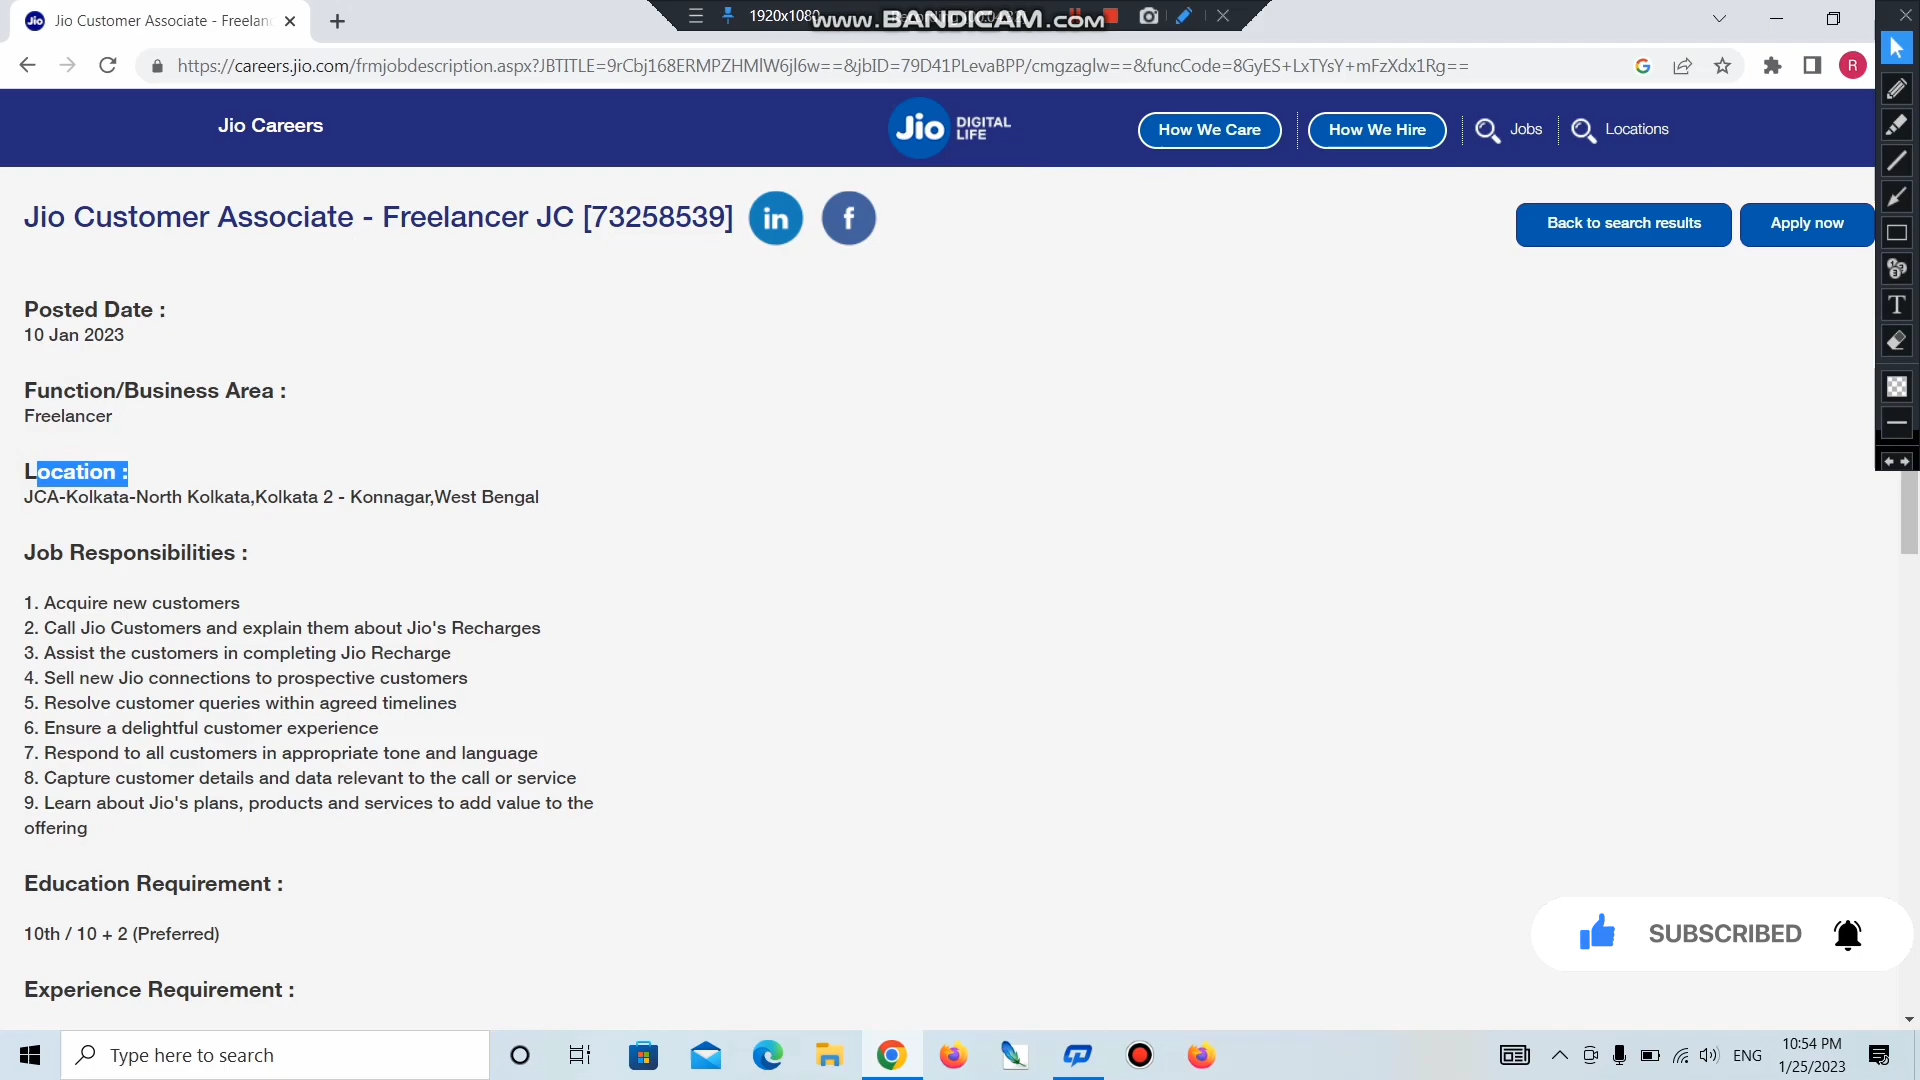 Jio Customer Associate - Freelan
1920x1080
www.BANDICAM.com
https://careers.jio.com/frmjobdescription.aspx?JBTITLE=9rCbj168ERMPZHMlW6jl6w==&jbID=79D41PLevaBPP/cmgzaglw==&funcCode=8GyES+LxTYsY+mFzXdx1Rg==
R
Jio Careers
Jio DIGITAL LIFE
How We Care
How We Hire
Jobs
Locations
Jio Customer Associate - Freelancer JC [73258539]
in
f
Back to search results
Apply now
Posted Date :
10 Jan 2023
Function/Business Area :
Freelancer
Location :
JCA-Kolkata-North Kolkata,Kolkata 2 - Konnagar,West Bengal
Job Responsibilities :
1. Acquire new customers
2. Call Jio Customers and explain them about Jio's Recharges
3. Assist the customers in completing Jio Recharge
4. Sell new Jio connections to prospective customers
5. Resolve customer queries within agreed timelines
6. Ensure a delightful customer experience
7. Respond to all customers in appropriate tone and language
8. Capture customer details and data relevant to the call or service
9. Learn about Jio's plans, products and services to add value to the
offering
Education Requirement :
10th / 10 + 2 (Preferred)
SUBSCRIBED
Experience Requirement :
Type here to search
ENG
10:54 PM
1/25/2023